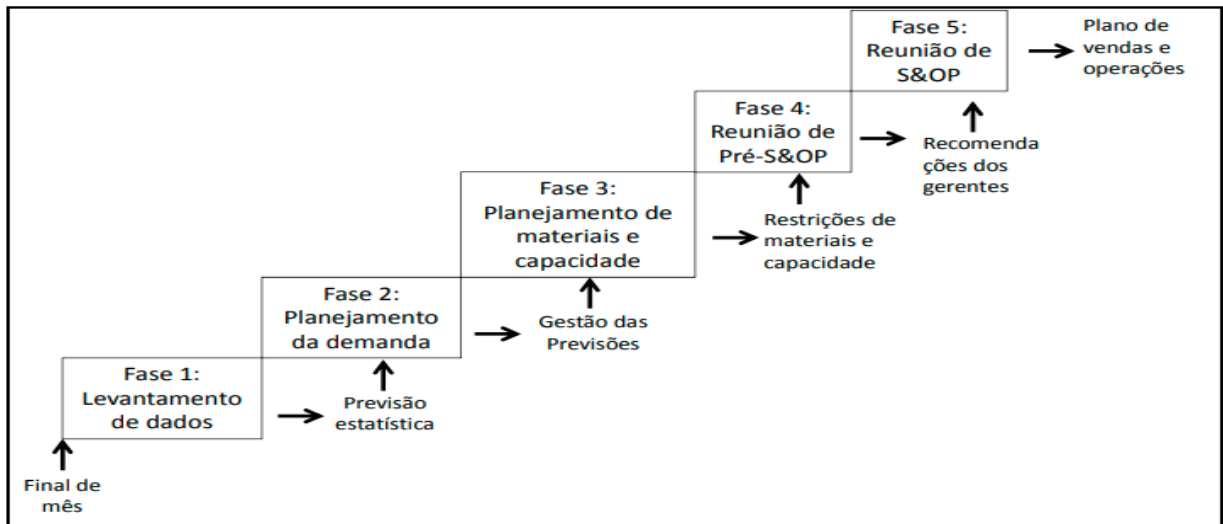 Fase 5:
Reunião de
S&OP
Plano de
vendas e
operações
Fase 4:
Reunião de
Pré-S&OP
Recomenda
ções dos
gerentes
Fase 3:
Planejamento de
materiais e
capacidade
Restrições de
materiais e
capacidade
Fase 2:
Planejamento
da demanda
Gestão das
Previsões
Fase 1:
Levantamento
de dados
Previsão
estatística
Final de
mês